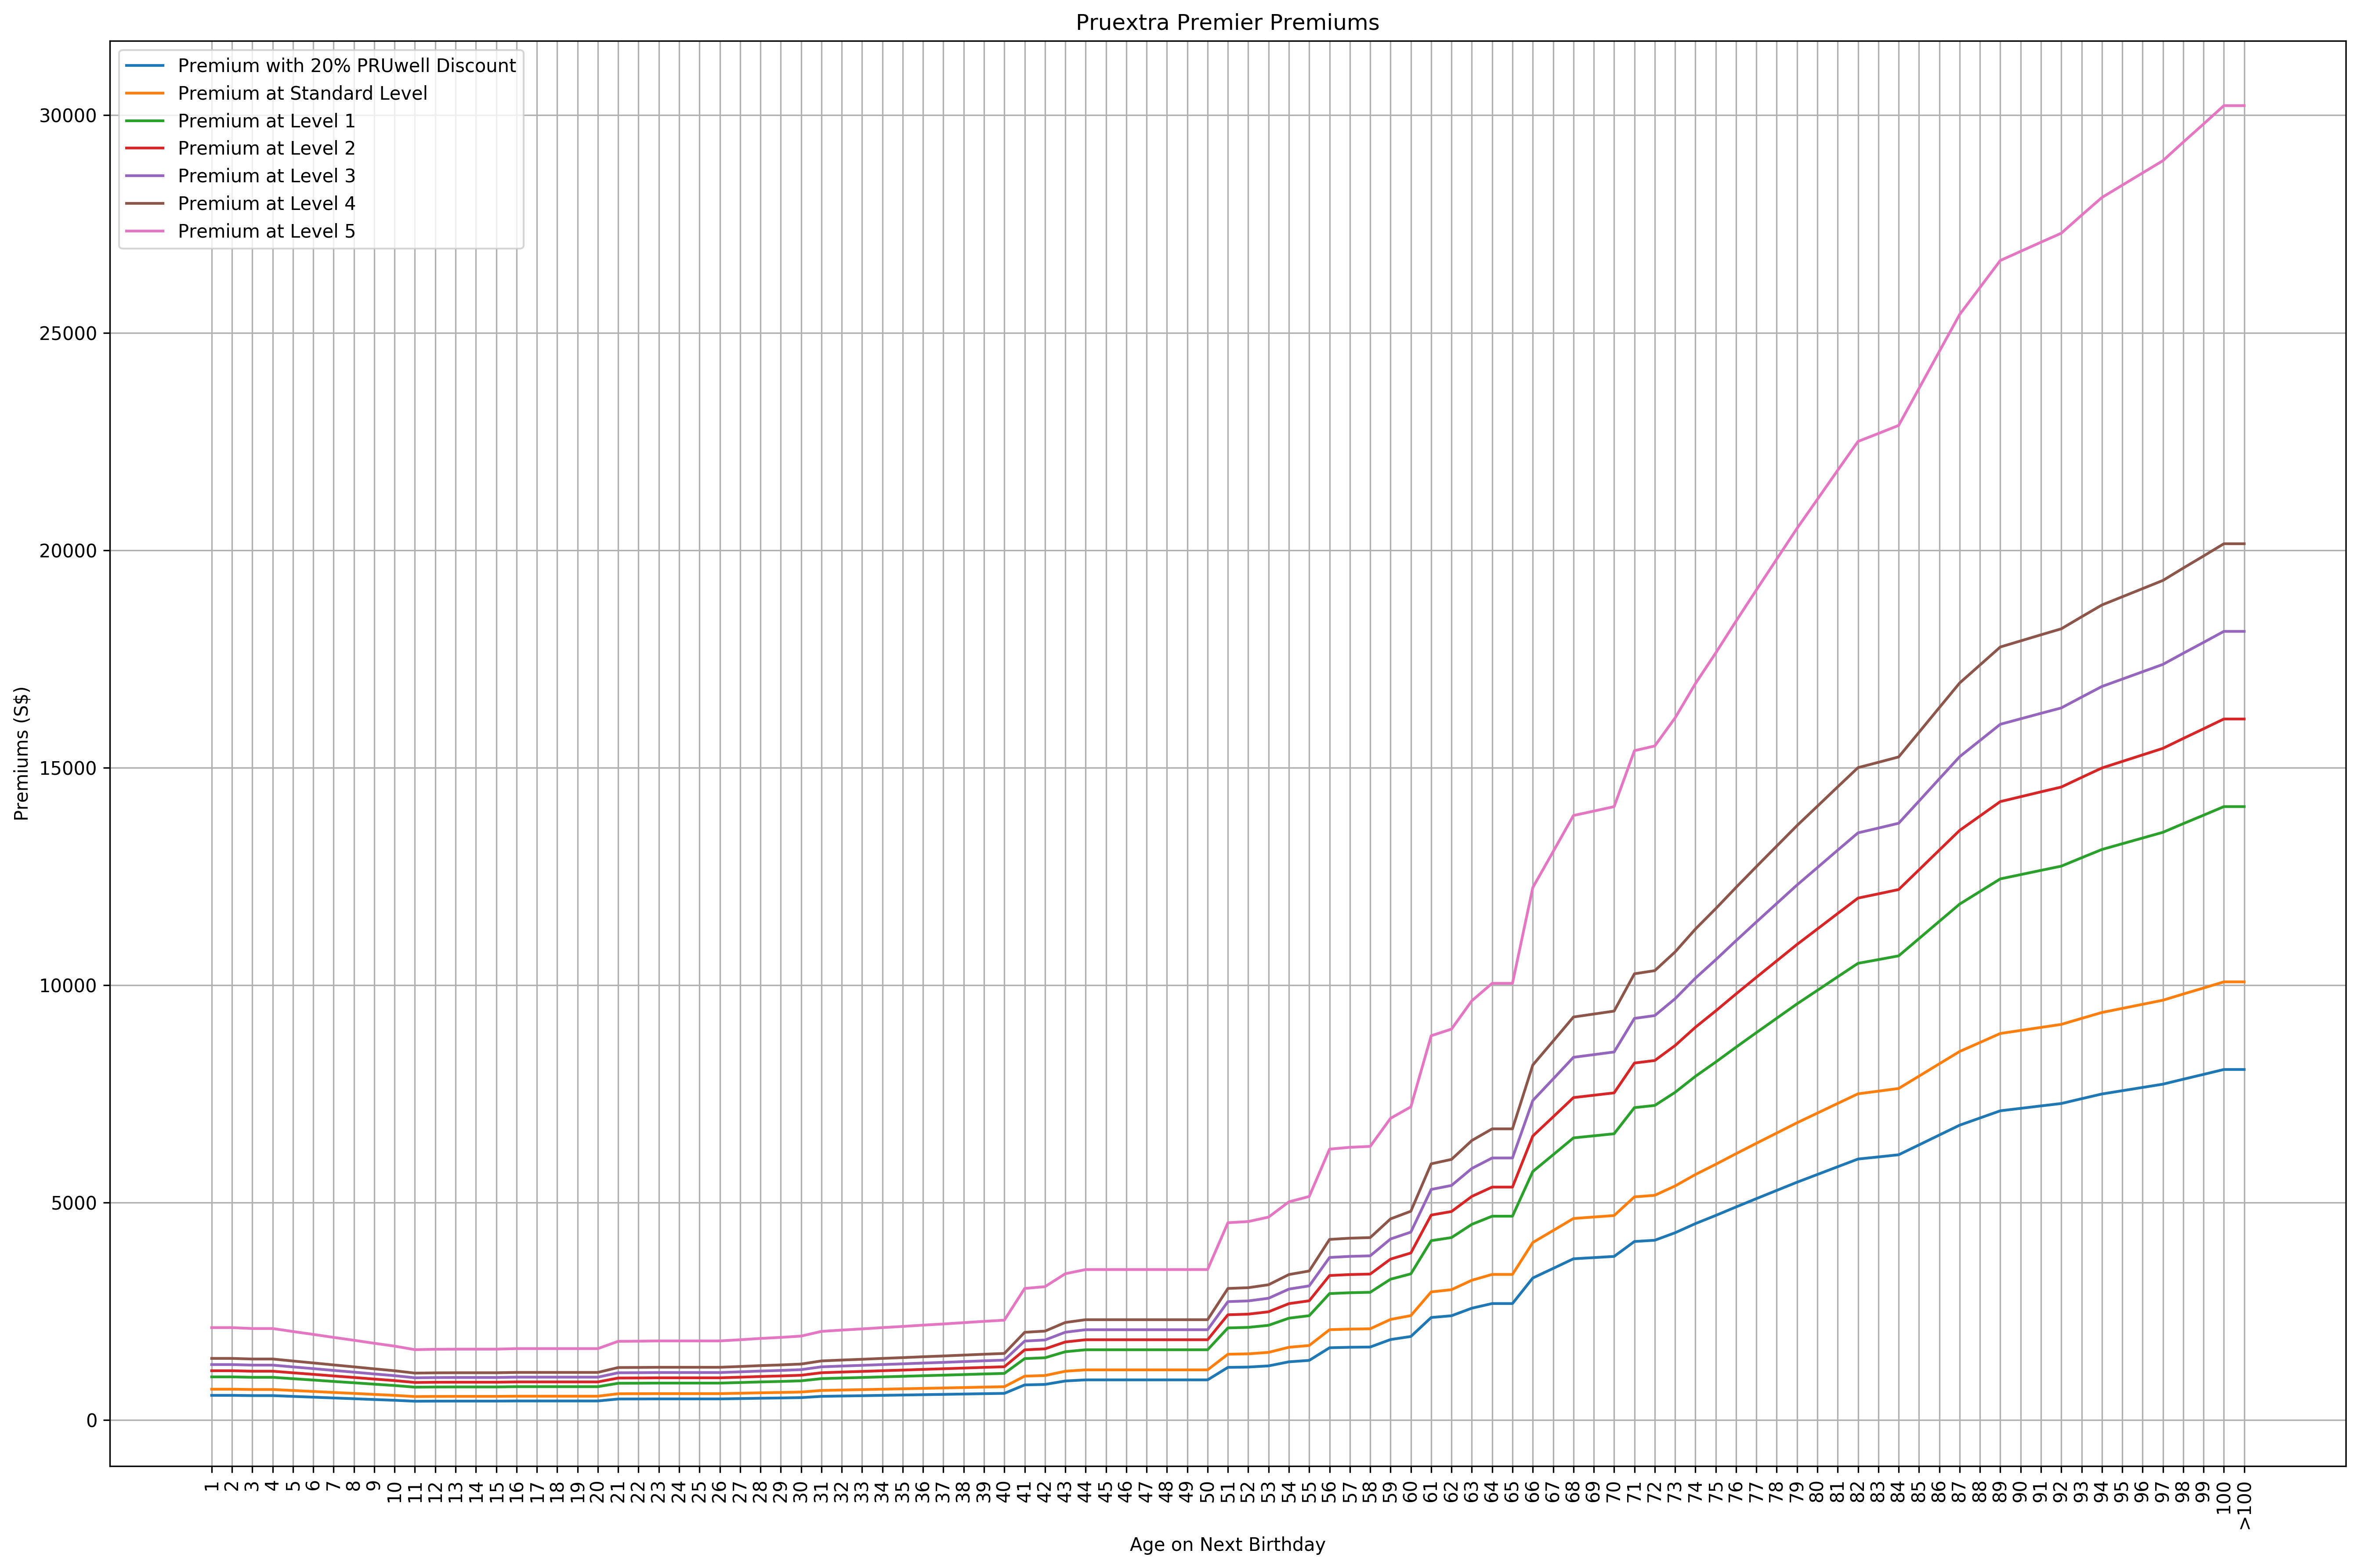 Pruextra Premier Premiums
Premium with 20% PRUwell Discount
Premium at Standard Level
Premium at Level 1
Premium at Level 2
Premium at Level 3
Premium at Level 4
Premium at Level 5
30000
25000
20000
15000
10000
5000
0
Premiums (S$)
1 2 3 4 5 6 7 8 9 10 11 12 13 14 15 16 17 18 19 20 21 22 23 24 25 26 27 28 29 30 31 32 33 34 35 36 37 38 39 40 41 42 43 44 45 46 47 48 49 50 51 52 53 54 55 56 57 58 59 60 61 62 63 64 65 66 67 68 69 70 71 72 73 74 75 76 77 78 79 80 81 82 83 84 85 86 87 88 89 90 91 92 93 94 95 96 97 98 99 100 >100
Age on Next Birthday